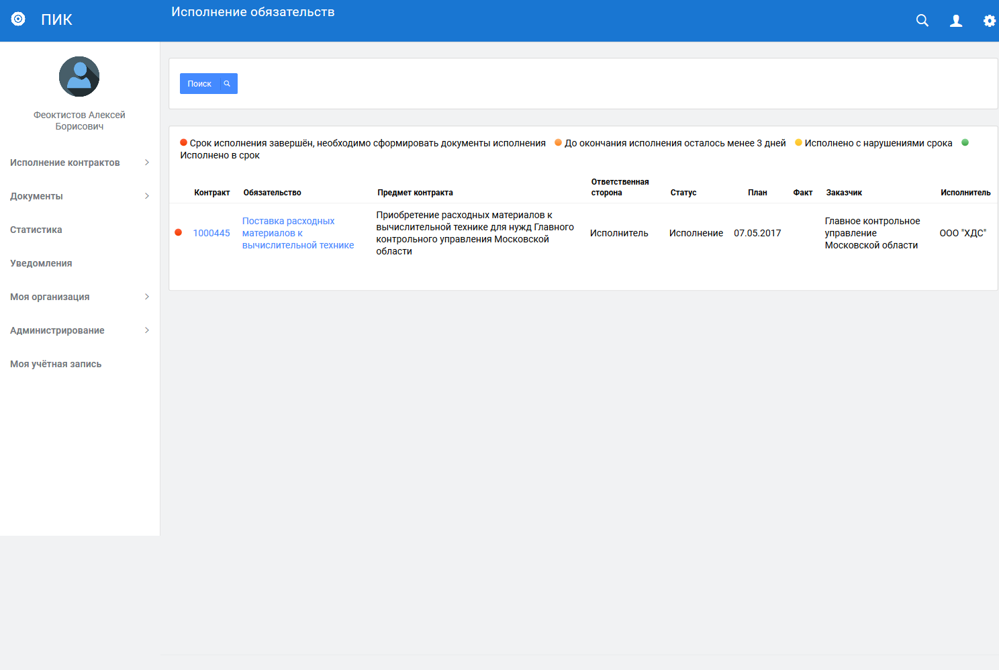 ПИК
Исполнение обязательств
Феоктистов Алексей
Борисович
Исполнение контрактов
Документы
Статистика
Уведомления
Моя организация
Администрирование
Моя учётная запись
Поиск
Срок исполнения завершён, необходимо сформировать документы исполнения До окончания исполнения осталось менее 3 дней Исполнено с нарушениями срока
Исполнено в срок
Контракт Обязательство Предмет контракта Ответственная сторона Статус План Факт Заказчик Исполнитель
1000445
Поставка расходных
материалов к
вычислительной технике
Приобретение расходных материалов к
вычислительной технике для нужд Главного
контрольного управления Московской
области
Исполнитель
Исполнение
07.05.2017
Главное контрольное
управление
Московской области
ООО "ХДС"